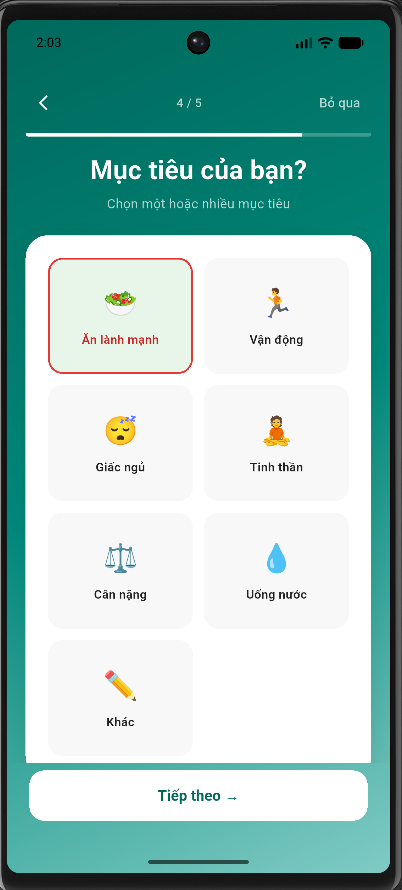 2:03
4 / 5
Bỏ qua
Mục tiêu của bạn?
Chọn một hoặc nhiều mục tiêu
Ăn lành mạnh
Vận động
Giấc ngủ
Tinh thần
Cân nặng
Uống nước
Khác
Tiếp theo →